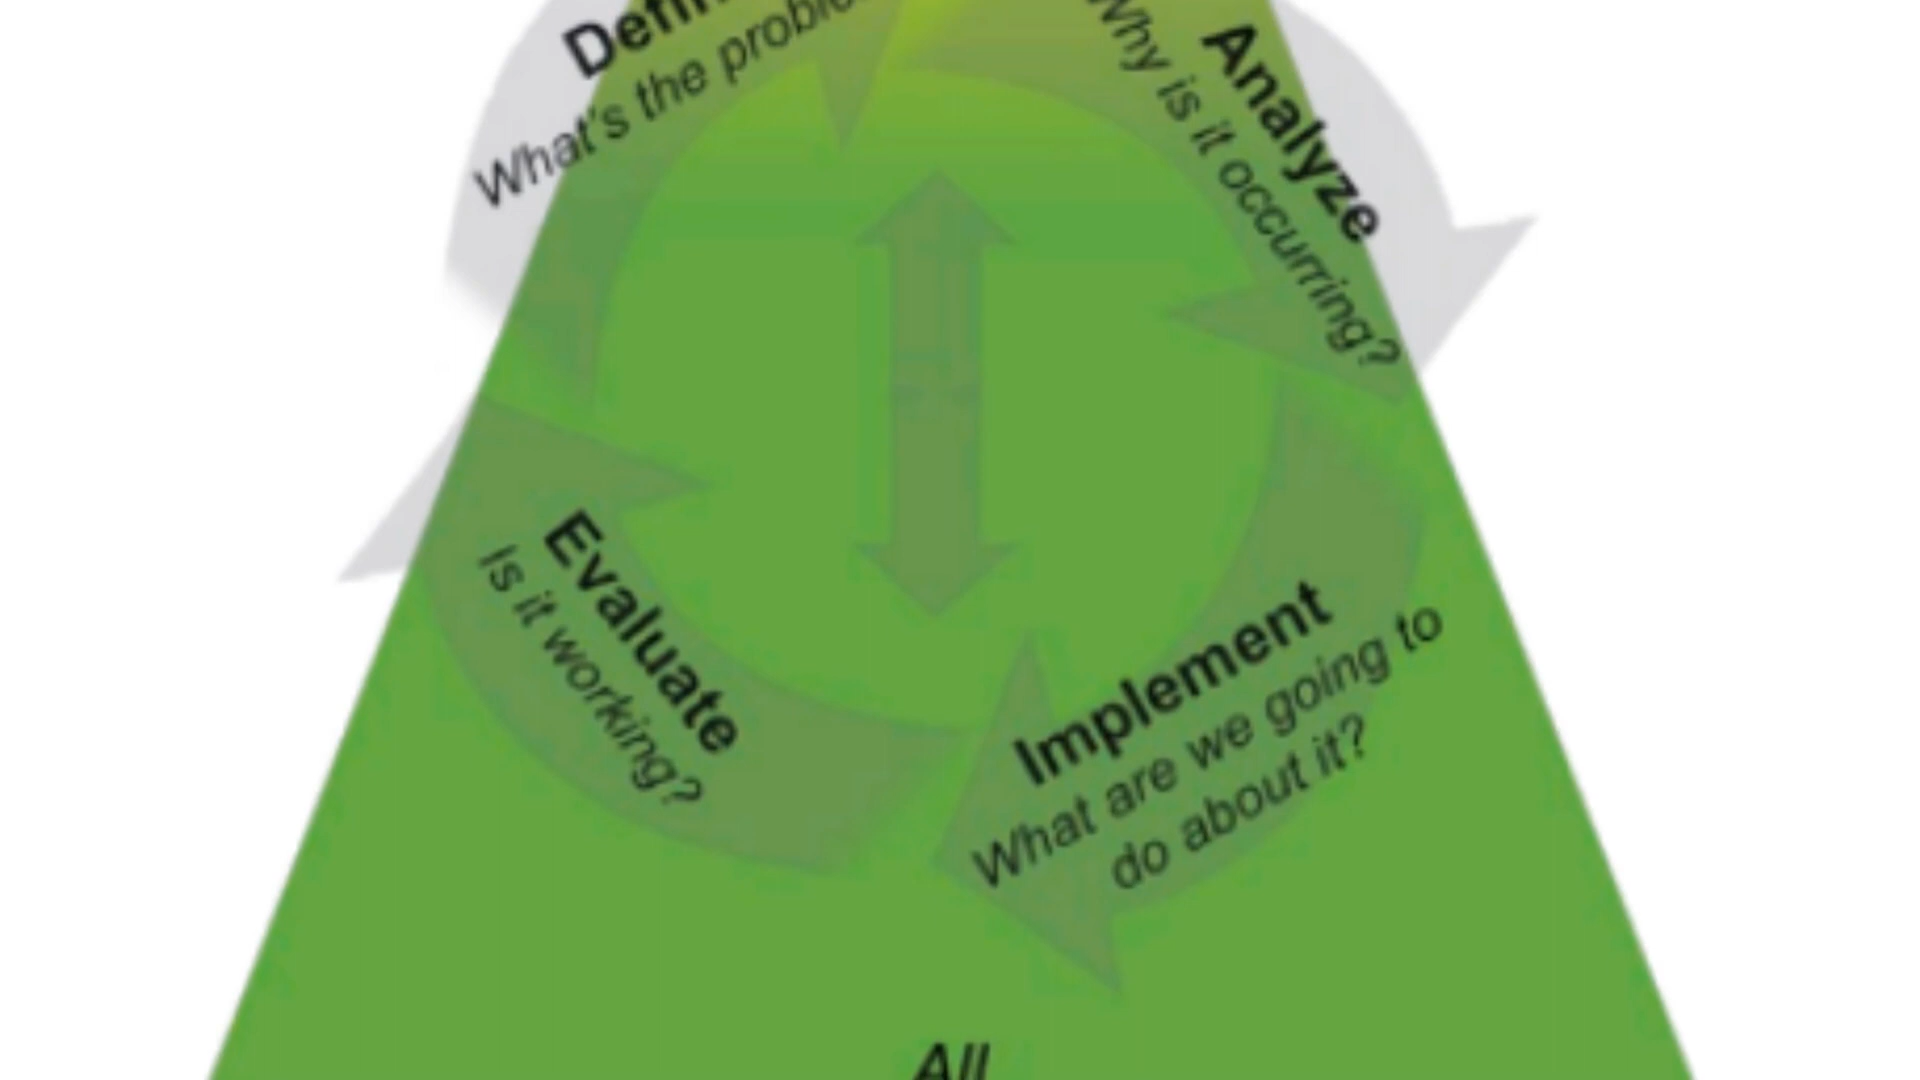 What's the
Analyze
Why is it occurring?
Evaluate
Is it working?
Implement
What are we going to
do about it?
All